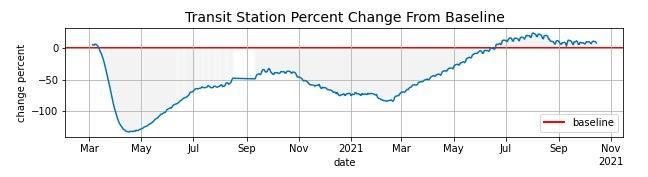 Transit Station Percent Change From Baseline
change percent
0
−50
−100
baseline
Mar May Jul Sep Nov 2021 Mar May Jul Sep Nov
2021
date